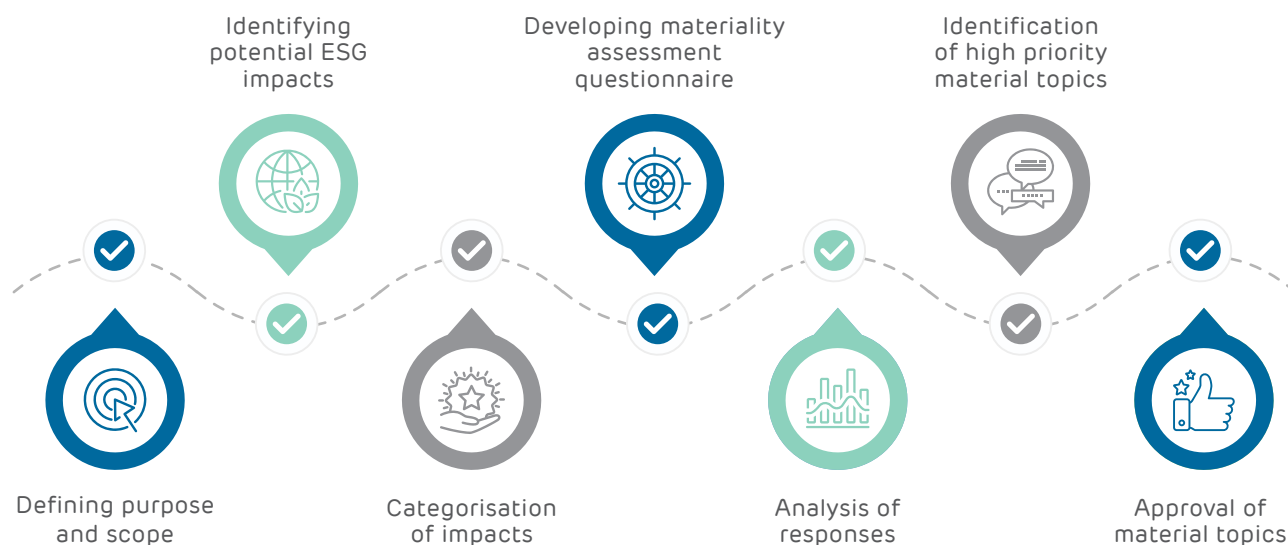 Identifying
potential ESG
impacts
Developing materiality
assessment
questionnaire
Identification
of high priority
material topics
Defining purpose
and scope
Categorisation
of impacts
Analysis of
responses
Approval of
material topics